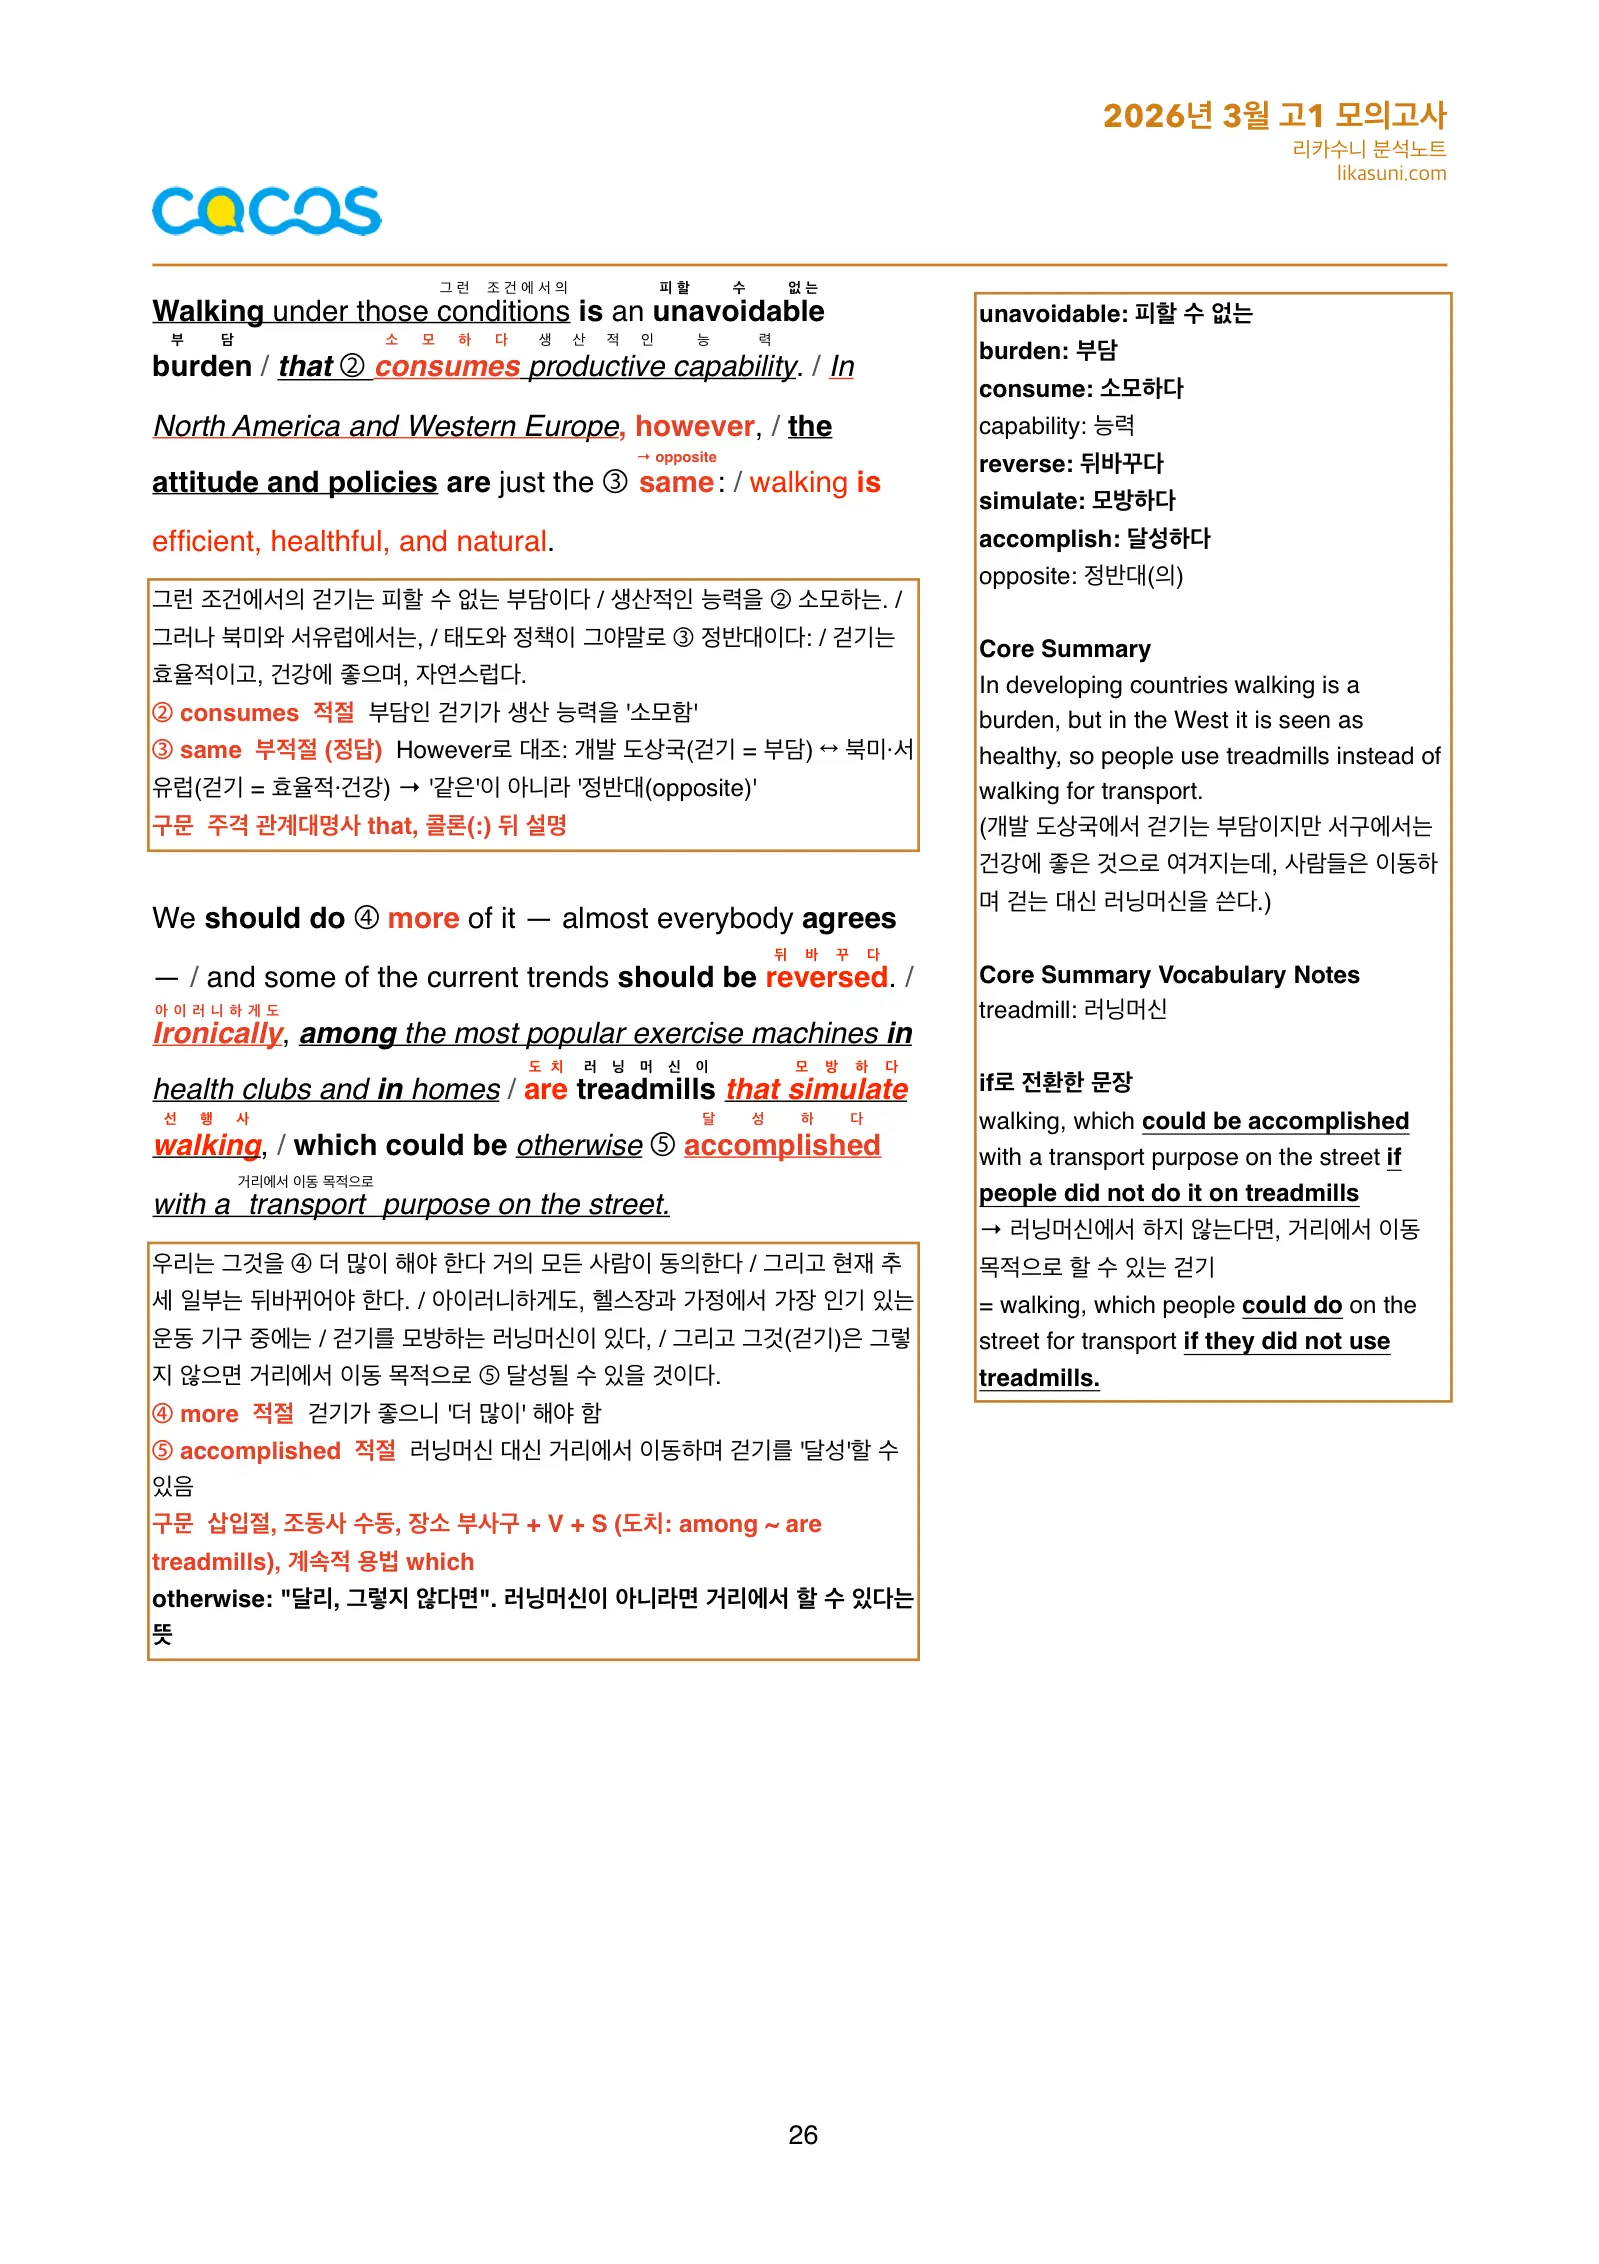 2026년 3월 고1 모의고사
리카수니 분석노트
likasuni.com
cacos
그런 조건에서의 피할 수 없는
Walking under those conditions is an unavoidable
부담 소모하다 생산적인 능력
burden / that ② consumes productive capability. / In
North America and Western Europe, however, / the
→ opposite
attitude and policies are just the ③ same: / walking is
efficient, healthful, and natural.
그런 조건에서의 걷기는 피할 수 없는 부담이다 / 생산적인 능력을 ② 소모하는. /
그러나 북미와 서유럽에서는, / 태도와 정책이 그야말로 ③ 정반대이다: / 걷기는
효율적이고, 건강에 좋으며, 자연스럽다.
② consumes 적절 부담인 걷기가 생산 능력을 '소모함'
③ same 부적절 (정답) However로 대조: 개발 도상국(걷기 = 부담) ↔ 북미·서
유럽(걷기 = 효율적·건강) → '같은'이 아니라 '정반대(opposite)'
구문 주격 관계대명사 that, 콜론(:) 뒤 설명
We should do ④ more of it — almost everybody agrees
뒤바꾸다
— / and some of the current trends should be reversed. /
아이러니하게도
Ironically, among the most popular exercise machines in
도치 러닝머신이 모방하다
health clubs and in homes / are treadmills that simulate
선행사 달성하다
walking, / which could be otherwise ⑤ accomplished
거리에서 이동 목적으로
with a transport purpose on the street.
우리는 그것을 ④ 더 많이 해야 한다 거의 모든 사람이 동의한다 / 그리고 현재 추
세 일부는 뒤바뀌어야 한다. / 아이러니하게도, 헬스장과 가정에서 가장 인기 있는
운동 기구 중에는 / 걷기를 모방하는 러닝머신이 있다, / 그리고 그것(걷기)은 그렇
지 않으면 거리에서 이동 목적으로 ⑤ 달성될 수 있을 것이다.
④ more 적절 걷기가 좋으니 '더 많이' 해야 함
⑤ accomplished 적절 러닝머신 대신 거리에서 이동하며 걷기를 '달성'할 수
있음
구문 삽입절, 조동사 수동, 장소 부사구 + V + S (도치: among ~ are
treadmills), 계속적 용법 which
otherwise: "달리, 그렇지 않다면". 러닝머신이 아니라면 거리에서 할 수 있다는
뜻
unavoidable: 피할 수 없는
burden: 부담
consume: 소모하다
capability: 능력
reverse: 뒤바꾸다
simulate: 모방하다
accomplish: 달성하다
opposite: 정반대(의)
Core Summary
In developing countries walking is a
burden, but in the West it is seen as
healthy, so people use treadmills instead of
walking for transport.
(개발 도상국에서 걷기는 부담이지만 서구에서는
건강에 좋은 것으로 여겨지는데, 사람들은 이동하
며 걷는 대신 러닝머신을 쓴다.)
Core Summary Vocabulary Notes
treadmill: 러닝머신
if로 전환한 문장
walking, which could be accomplished
with a transport purpose on the street if
people did not do it on treadmills
→ 러닝머신에서 하지 않는다면, 거리에서 이동
목적으로 할 수 있는 걷기
= walking, which people could do on the
street for transport if they did not use
treadmills.
26